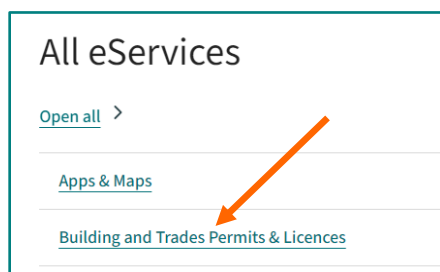 All eServices
Open all
Apps & Maps
Building and Trades Permits & Licences